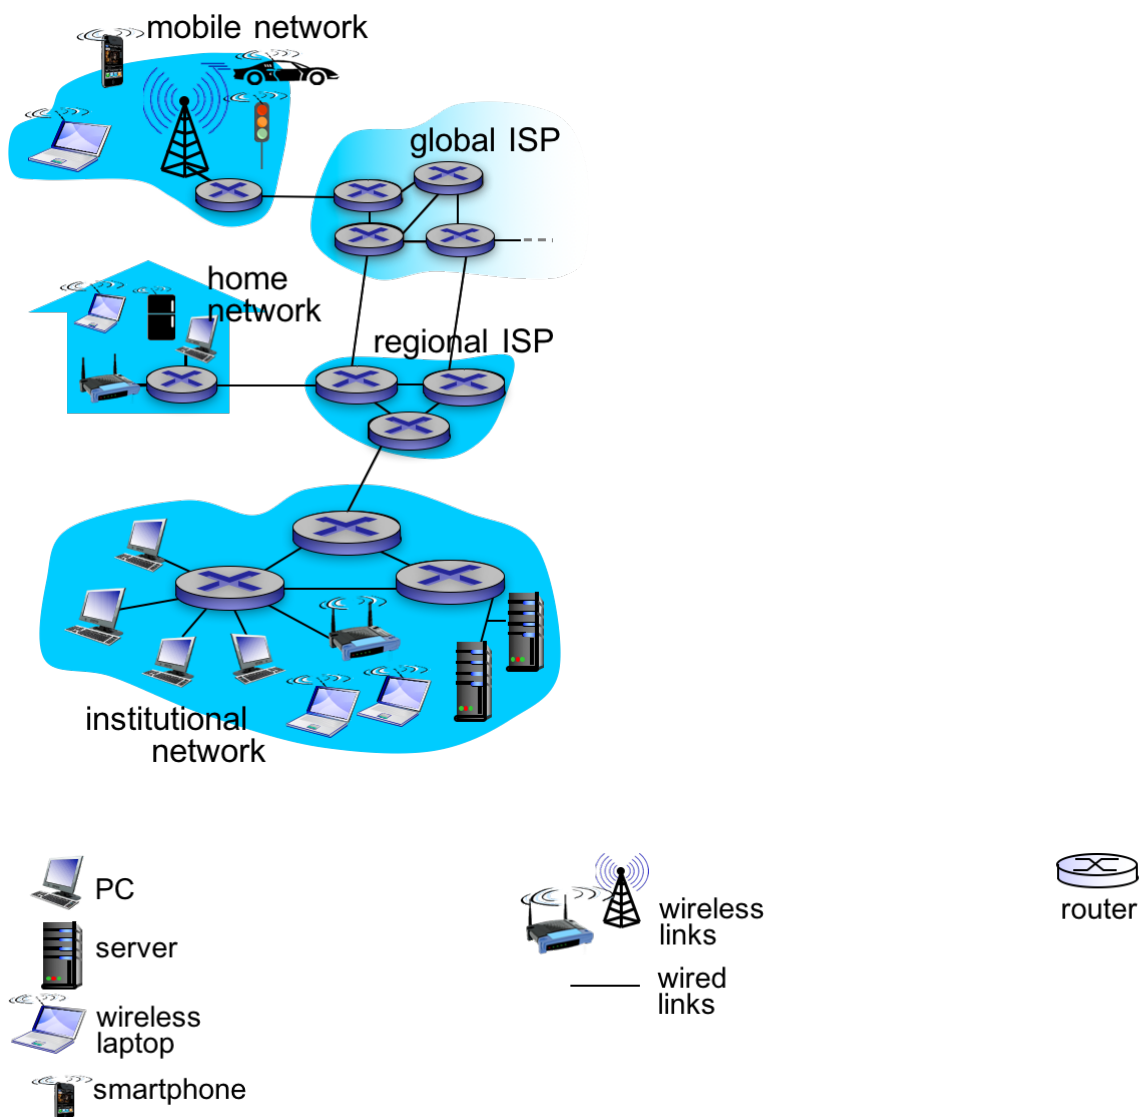 mobile network
global ISP
home
network
regional ISP
institutional
network
PC
server
wireless
laptop
smartphone
wireless
links
wired
links
router